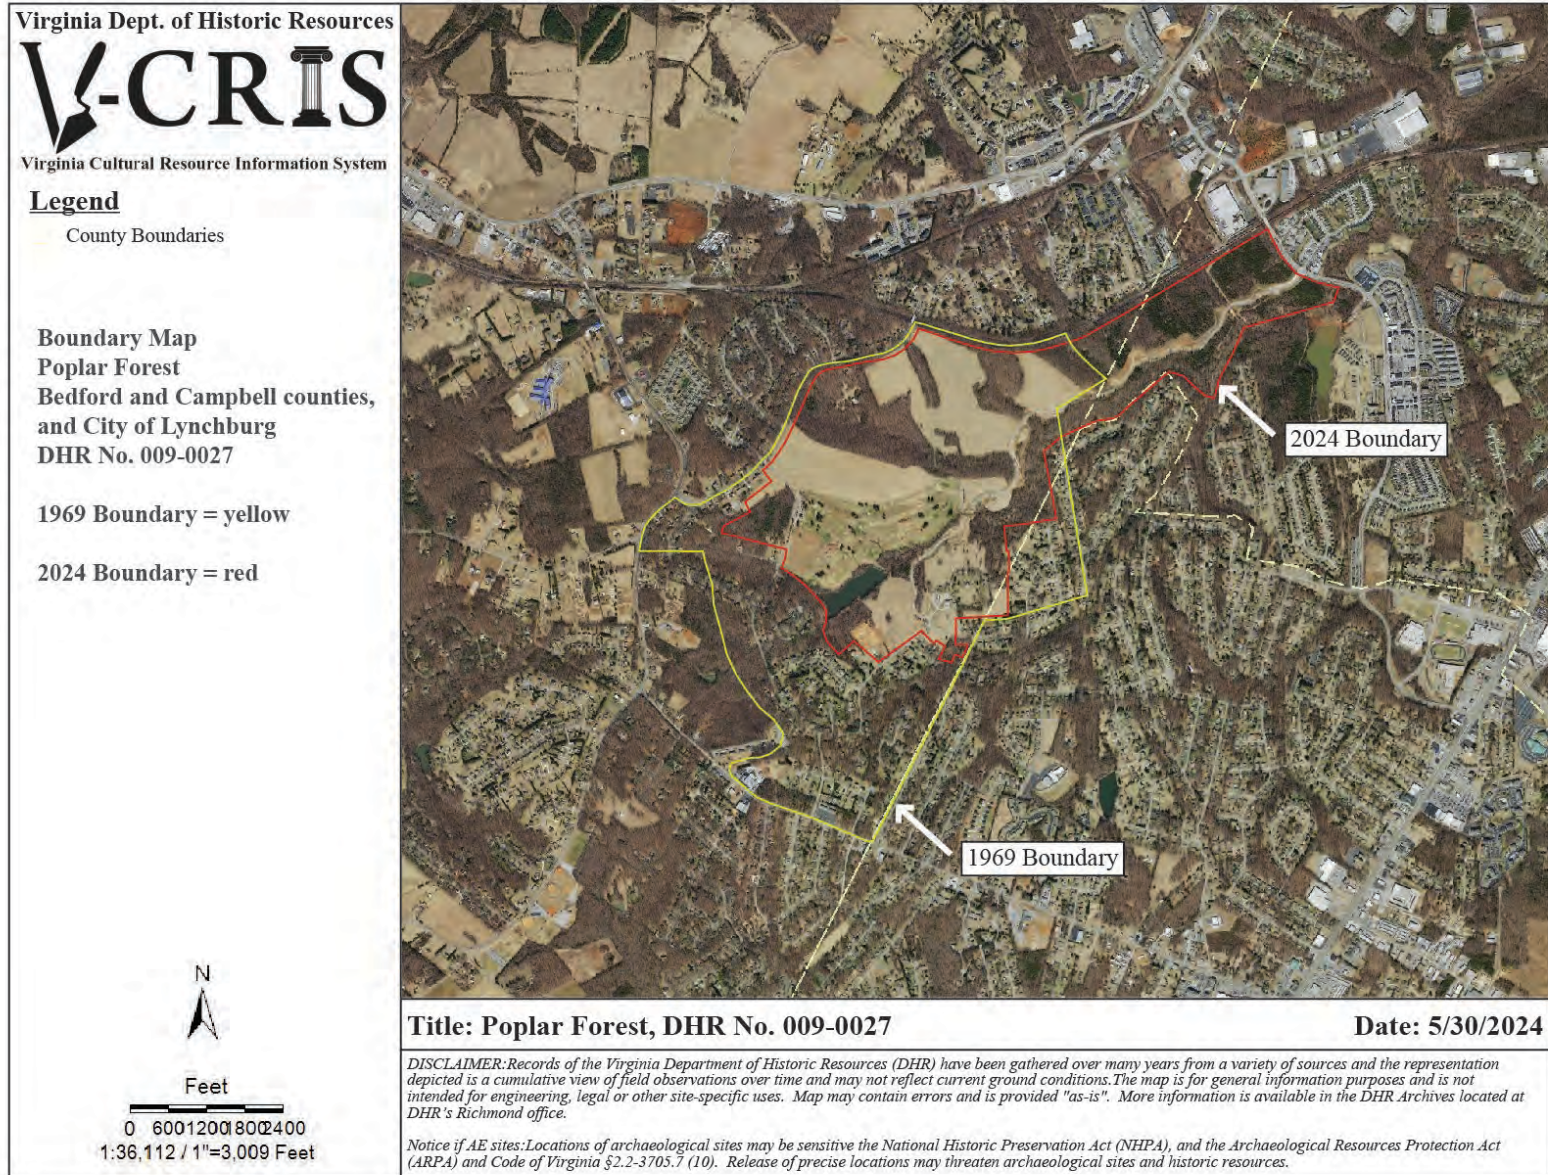 Virginia Dept. of Historic Resources
V-CRIS
Virginia Cultural Resource Information System
Legend
County Boundaries
Boundary Map
Poplar Forest
Bedford and Campbell counties,
and City of Lynchburg
DHR No. 009-0027
1969 Boundary = yellow
2024 Boundary = red
2024 Boundary
1969 Boundary
N
Feet
0 600 1200 1800 2400
1:36,112 / 1"=3,009 Feet
Title: Poplar Forest, DHR No. 009-0027
Date: 5/30/2024
DISCLAIMER:Records of the Virginia Department of Historic Resources (DHR) have been gathered over many years from a variety of sources and the representation
depicted is a cumulative view of field observations over time and may not reflect current ground conditions.The map is for general information purposes and is not
intended for engineering, legal or other site-specific uses.  Map may contain errors and is provided "as-is".  More information is available in the DHR Archives located at
DHR's Richmond office.
Notice if AE sites:Locations of archaeological sites may be sensitive the National Historic Preservation Act (NHPA), and the Archaeological Resources Protection Act
(ARPA) and Code of Virginia §2.2-3705.7 (10).  Release of precise locations may threaten archaeological sites and historic resources.